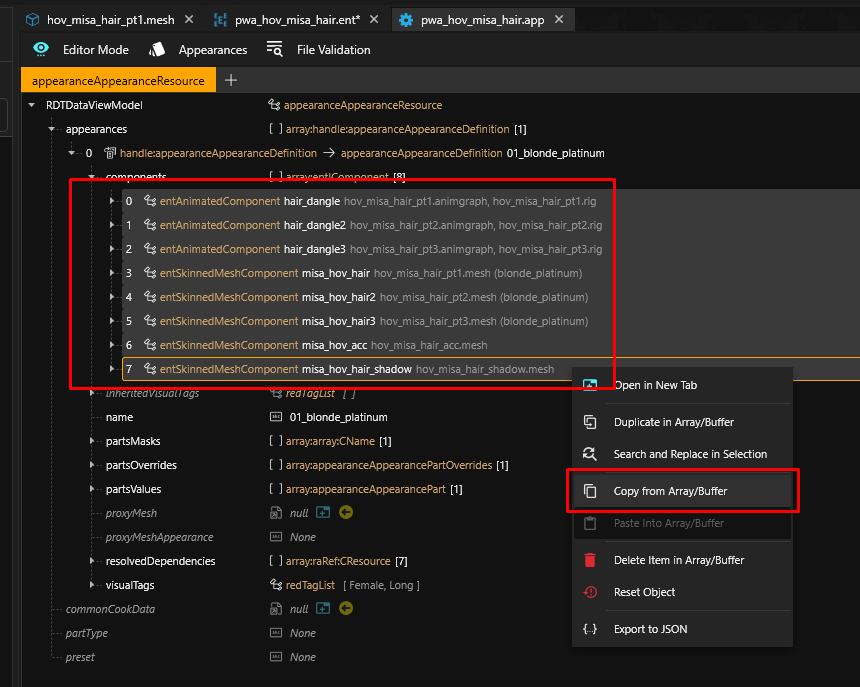 hov_misa_hair_pt1.mesh pwa_hov_misa_hair.ent* pwa_hov_misa_hair.app
Editor Mode Appearances File Validation
appearanceAppearanceResource
RDTDataViewModel appearanceAppearanceResource
appearances [ ] array:handle:appearanceAppearanceDefinition [1]
0 handle:appearanceAppearanceDefinition → appearanceAppearanceDefinition 01_blonde_platinum
components [ ] array:entIComponent [8]
0 entAnimatedComponent hair_dangle hov_misa_hair_pt1.animgraph, hov_misa_hair_pt1.rig
1 entAnimatedComponent hair_dangle2 hov_misa_hair_pt2.animgraph, hov_misa_hair_pt2.rig
2 entAnimatedComponent hair_dangle3 hov_misa_hair_pt3.animgraph, hov_misa_hair_pt3.rig
3 entSkinnedMeshComponent misa_hov_hair hov_misa_hair_pt1.mesh (blonde_platinum)
4 entSkinnedMeshComponent misa_hov_hair2 hov_misa_hair_pt2.mesh (blonde_platinum)
5 entSkinnedMeshComponent misa_hov_hair3 hov_misa_hair_pt3.mesh (blonde_platinum)
6 entSkinnedMeshComponent misa_hov_acc hov_misa_hair_acc.mesh
7 entSkinnedMeshComponent misa_hov_hair_shadow hov_misa_hair_shadow.mesh
inheritedVisualTags redTagList [ ]
name 01_blonde_platinum
partsMasks [ ] array:array:CName [1]
partsOverrides [ ] array:appearanceAppearancePartOverrides [1]
partsValues [ ] array:appearanceAppearancePart [1]
proxyMesh null
proxyMeshAppearance None
resolvedDependencies [ ] array:raRef:CResource [7]
visualTags redTagList [ Female, Long ]
commonCookData null
partType None
preset None
Open in New Tab
Duplicate in Array/Buffer
Search and Replace in Selection
Copy from Array/Buffer
Paste Into Array/Buffer
Delete Item in Array/Buffer
Reset Object
{..} Export to JSON